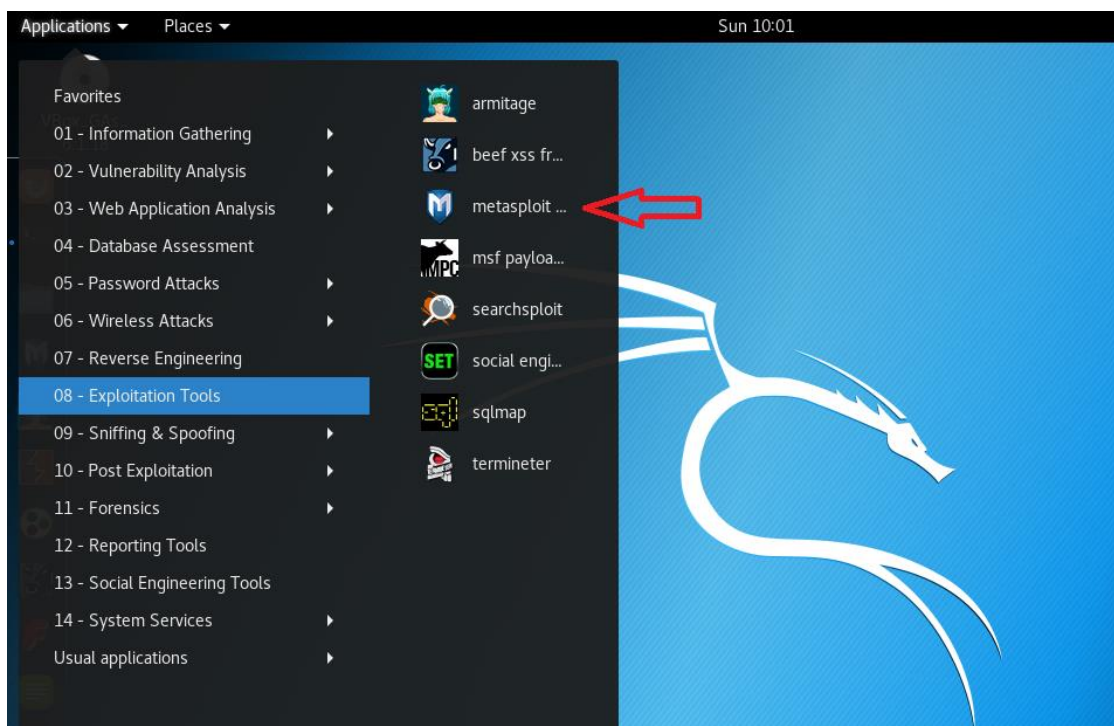 Applications Places Sun 10:01
Favorites
01 - Information Gathering
02 - Vulnerability Analysis
03 - Web Application Analysis
04 - Database Assessment
05 - Password Attacks
06 - Wireless Attacks
07 - Reverse Engineering
08 - Exploitation Tools
09 - Sniffing & Spoofing
10 - Post Exploitation
11 - Forensics
12 - Reporting Tools
13 - Social Engineering Tools
14 - System Services
Usual applications
armitage
beef xss fr...
metasploit ...
MPC
msf payloa...
searchsploit
SET
social engi...
sql
sqlmap
termineter